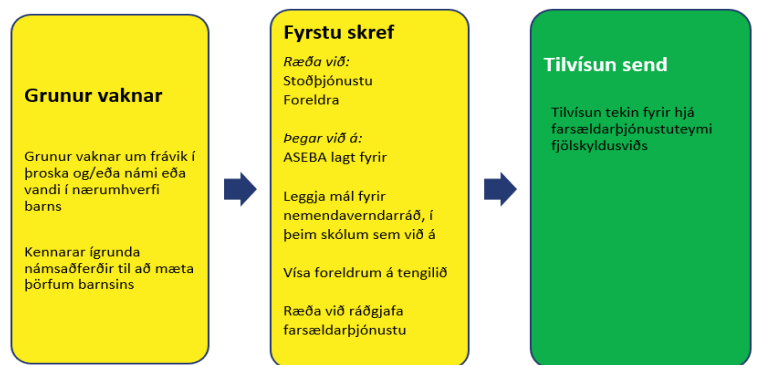 Grunur vaknar
Grunur vaknar um frávik í
þroska og/eða námi eða
vandi í nærumhverfi
barns
Kennarar ígrunda
námsaðferðir til að mæta
þörfum barnsins
Fyrstu skref
Ræða við:
Stoðþjónustu
Foreldra
Þegar við á:
ASEBA lagt fyrir
Leggja mál fyrir
nemendaverndarráð, í
þeim skólum sem við á
Vísa foreldrum á tengilið
Ræða við ráðgjafa
farsældarþjónustu
Tilvísun send
Tilvísun tekin fyrir hjá
farsældarþjónustuteymi
fjölskyldusviðs